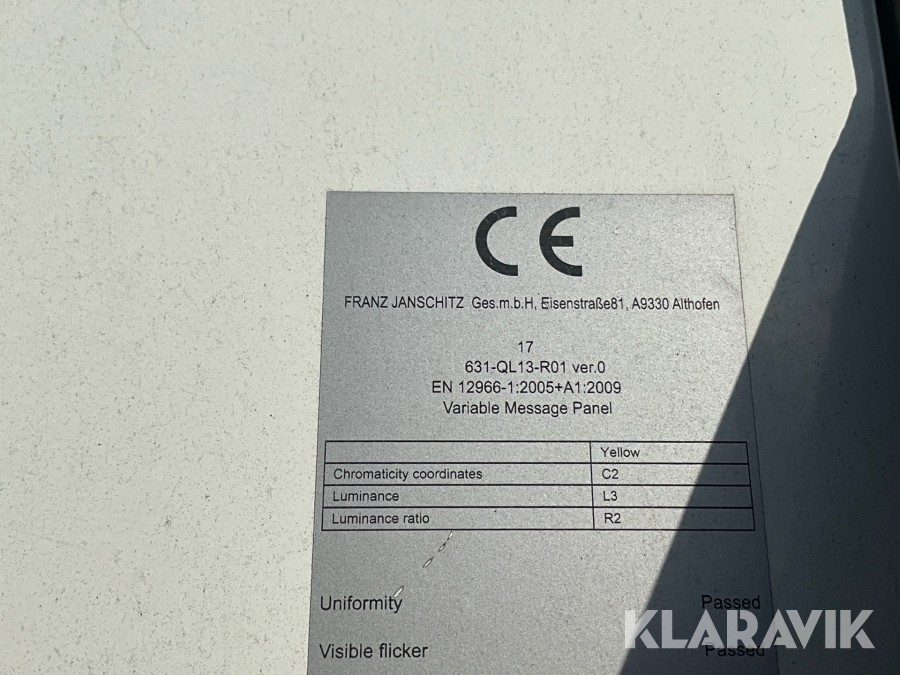 CE
FRANZ JANSCHITZ Ges.m.b.H, Eisenstraße81, A9330 Althofen
17
631-QL13-R01 ver.0
EN 12966-1:2005+A1:2009
Variable Message Panel
Yellow
Chromaticity coordinates C2
Luminance L3
Luminance ratio R2
Uniformity Passed
Visible flicker Passed
KLARAVIK